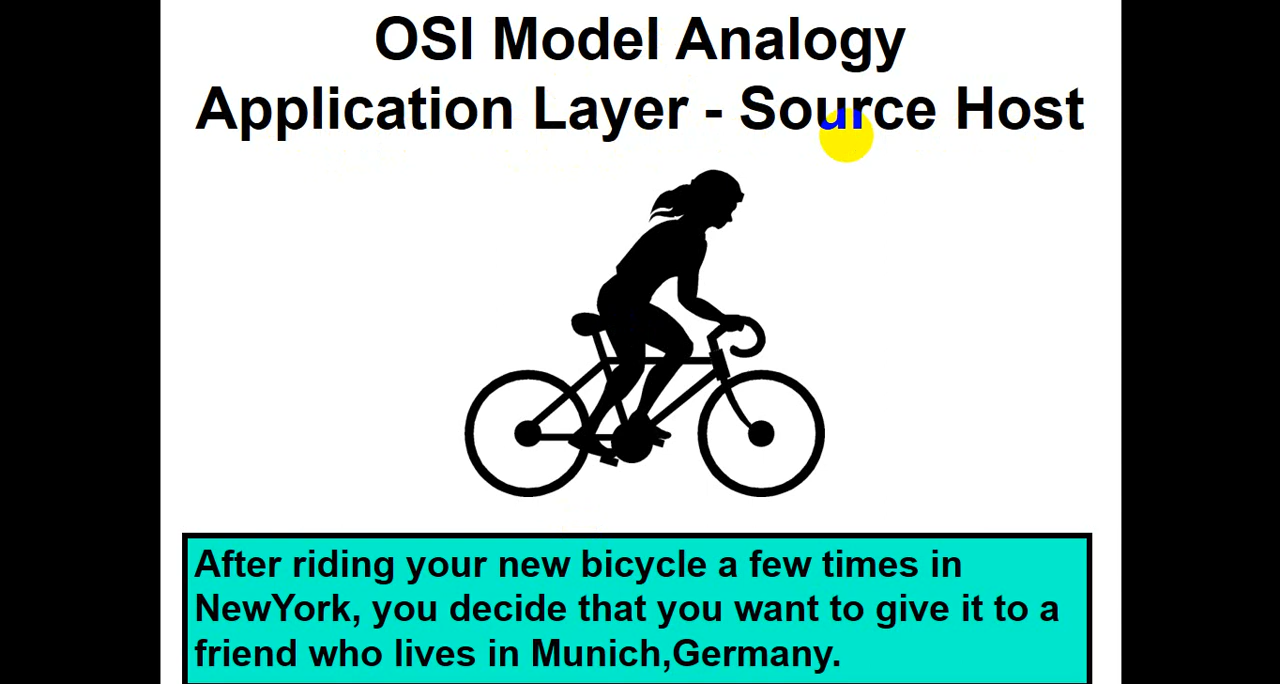 OSI Model Analogy
Application Layer - Source Host
After riding your new bicycle a few times in
NewYork, you decide that you want to give it to a
friend who lives in Munich,Germany.